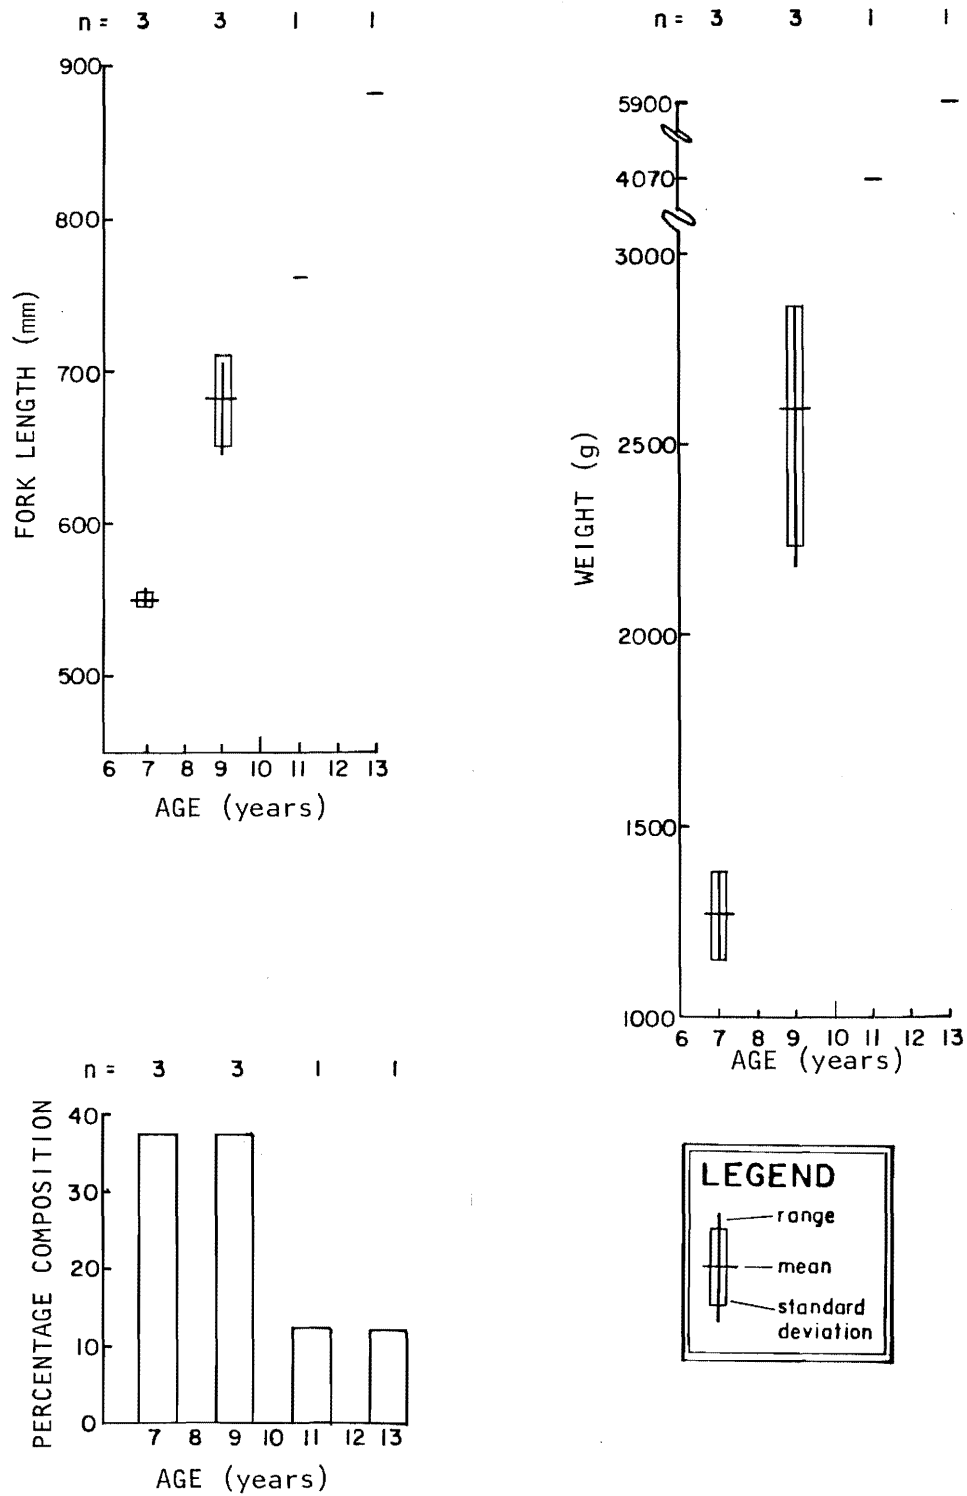 n = 3 3 1 1
900
800
700
600
500
FORK LENGTH (mm)
6 7 8 9 10 11 12 13
AGE (years)
n = 3 3 1 1
5900
4070
3000
2500
2000
1500
1000
WEIGHT (g)
6 7 8 9 10 11 12 13
AGE (years)
n = 3 3 1 1
40
30
20
10
0
PERCENTAGE COMPOSITION
7 8 9 10 11 12 13
AGE (years)
LEGEND
range
mean
standard
deviation